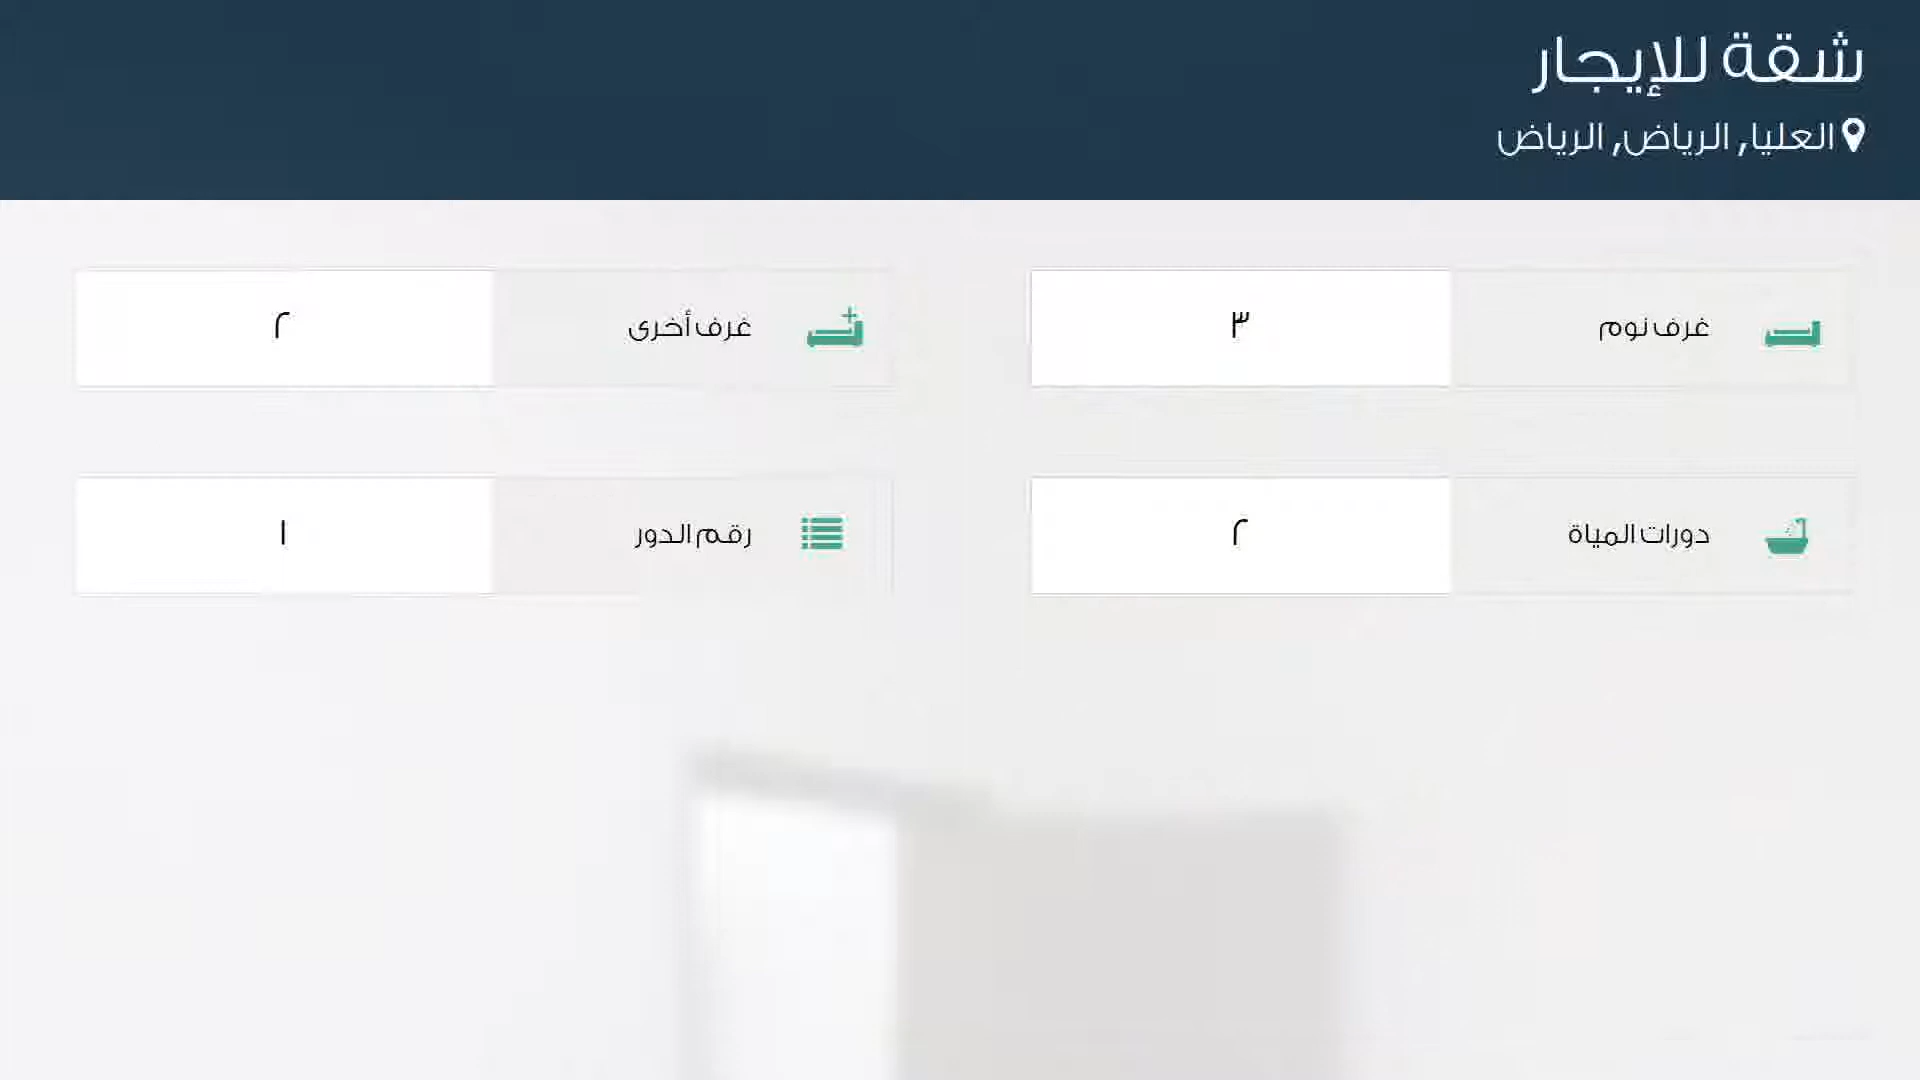 شقة للإيجار
العليا, الرياض, الرياض
غرف نوم
٣
غرف أخرى
٢
دورات المياة
٢
رقم الدور
١